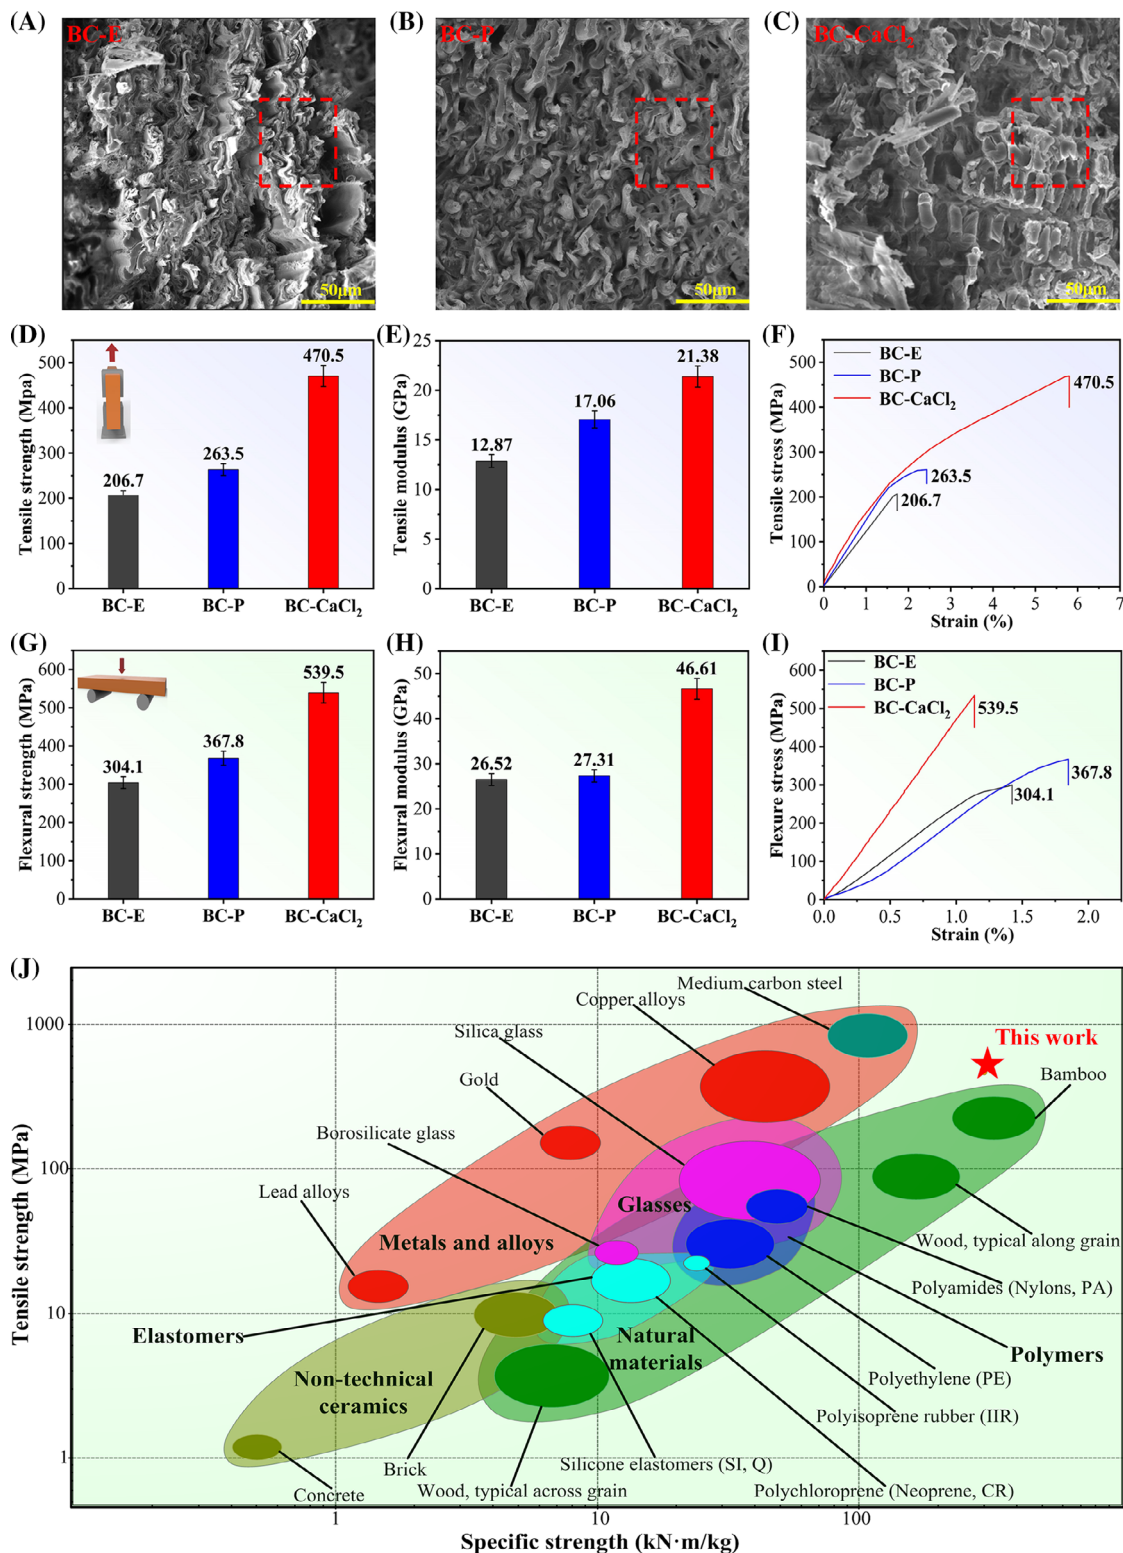 (A)
BC-E
50μm
(B)
BC-P
50μm
(C)
BC-CaCl₂
50μm
(D)
Tensile strength (Mpa)
500
400
300
200
100
0
206.7
263.5
470.5
BC-E
BC-P
BC-CaCl₂
(E)
Tensile modulus (GPa)
25
20
15
10
5
0
12.87
17.06
21.38
BC-E
BC-P
BC-CaCl₂
(F)
Tensile stress (MPa)
500
400
300
200
100
0
BC-E
BC-P
BC-CaCl₂
470.5
263.5
206.7
0 1 2 3 4 5 6 7
Strain (%)
(G)
Flexural strength (MPa)
600
500
400
300
200
100
0
304.1
367.8
539.5
BC-E
BC-P
BC-CaCl₂
(H)
Flexural modulus (GPa)
50
40
30
20
10
0
26.52
27.31
46.61
BC-E
BC-P
BC-CaCl₂
(I)
Flexure stress (MPa)
600
500
400
300
200
100
0
BC-E
BC-P
BC-CaCl₂
539.5
367.8
304.1
0.0 0.5 1.0 1.5 2.0
Strain (%)
(J)
Tensile strength (MPa)
1000
100
10
1
Medium carbon steel
Copper alloys
Silica glass
This work
Gold
Bamboo
Borosilicate glass
Lead alloys
Glasses
Metals and alloys
Wood, typical along grain
Polyamides (Nylons, PA)
Elastomers
Natural
materials
Polymers
Non-technical
ceramics
Polyethylene (PE)
Polyisoprene rubber (IIR)
Brick
Silicone elastomers (SI, Q)
Concrete
Wood, typical across grain
Polychloroprene (Neoprene, CR)
1 10 100
Specific strength (kN·m/kg)